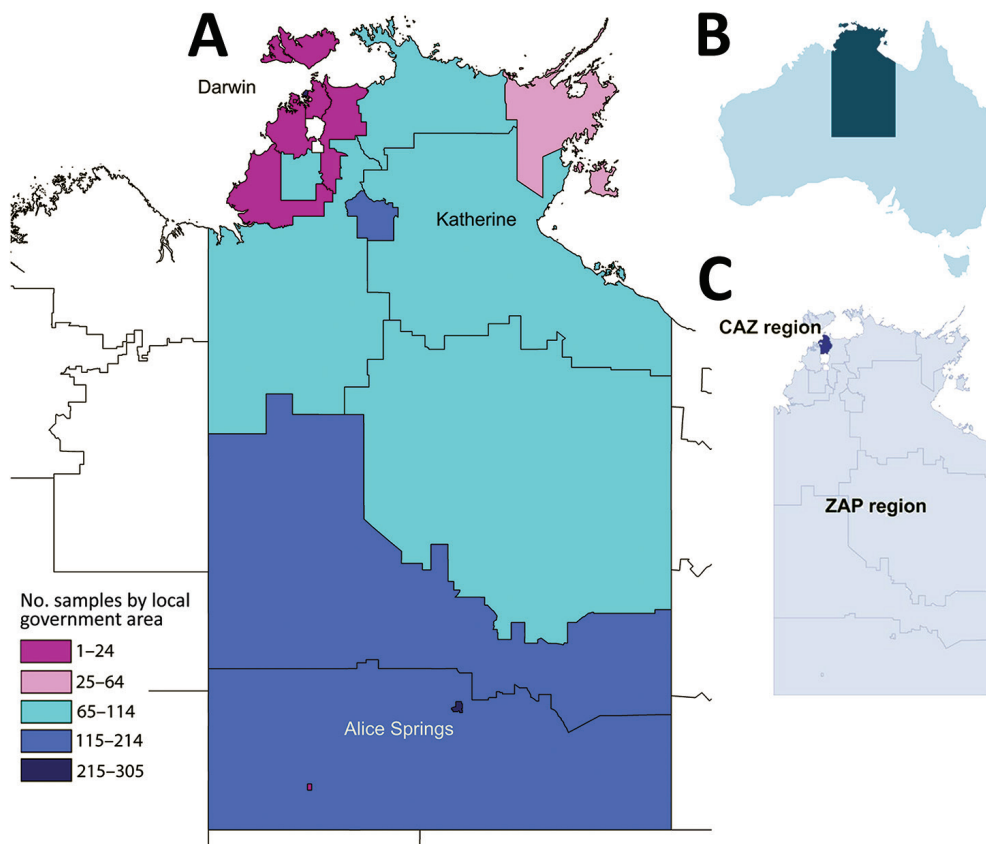 A
Darwin
Katherine
Alice Springs
No. samples by local
government area
1–24
25–64
65–114
115–214
215–305
B
C
CAZ region
ZAP region